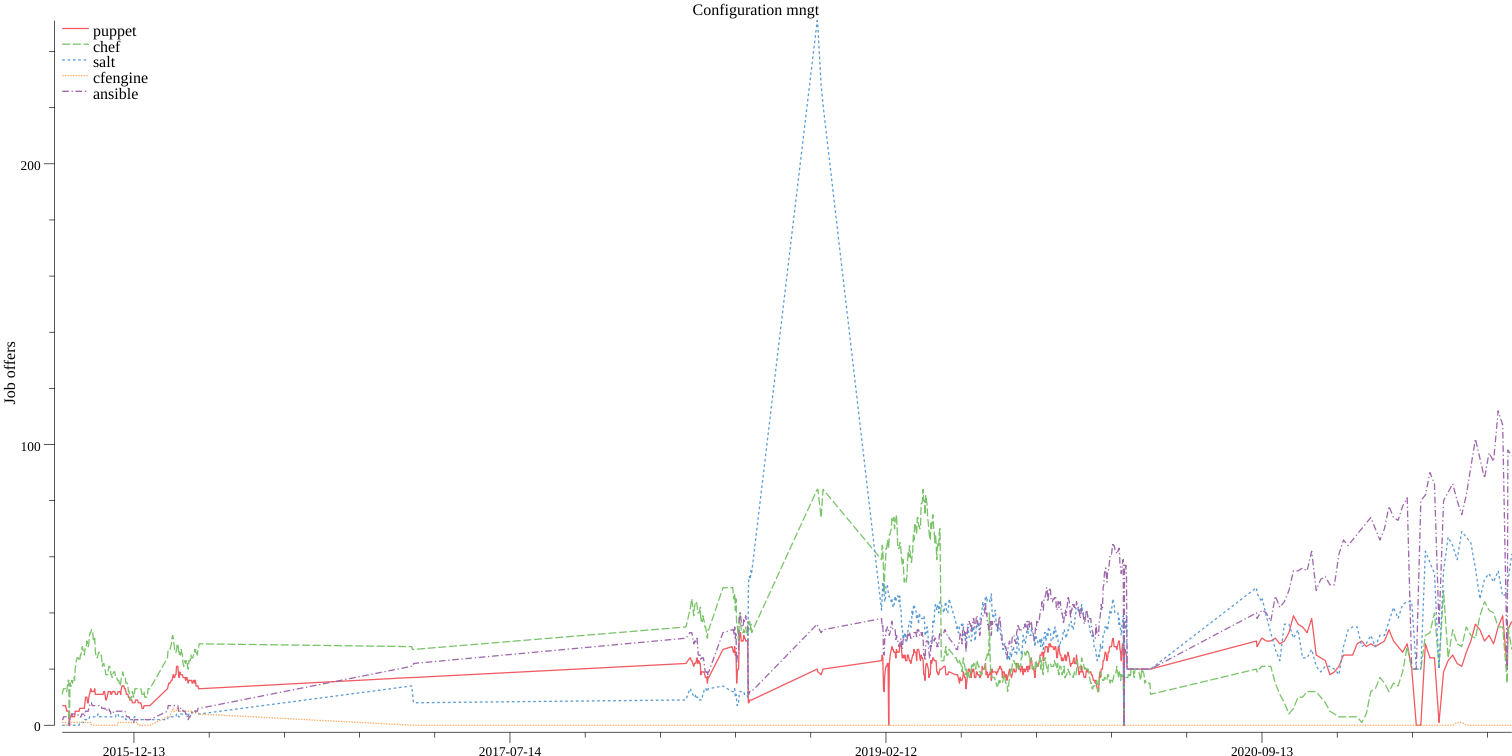 Configuration mngt
puppet
chef
salt
cfengine
ansible
200
Job offers
100
0
2015-12-13
2017-07-14
2019-02-12
2020-09-13